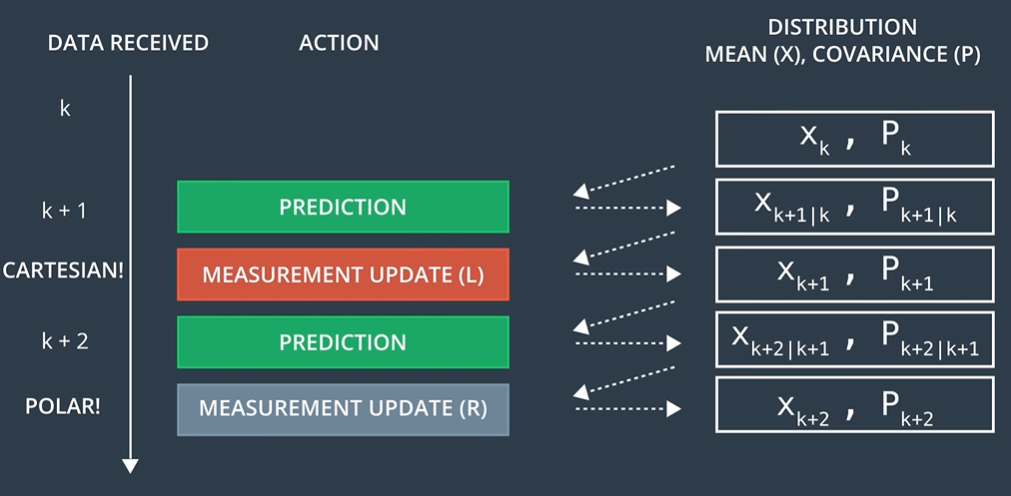 DATA RECEIVED
ACTION
DISTRIBUTION
MEAN (X), COVARIANCE (P)
k
x_k , P_k
k + 1
PREDICTION
x_{k+1|k} , P_{k+1|k}
CARTESIAN!
MEASUREMENT UPDATE (L)
x_{k+1} , P_{k+1}
k + 2
PREDICTION
x_{k+2|k+1} , P_{k+2|k+1}
POLAR!
MEASUREMENT UPDATE (R)
x_{k+2} , P_{k+2}